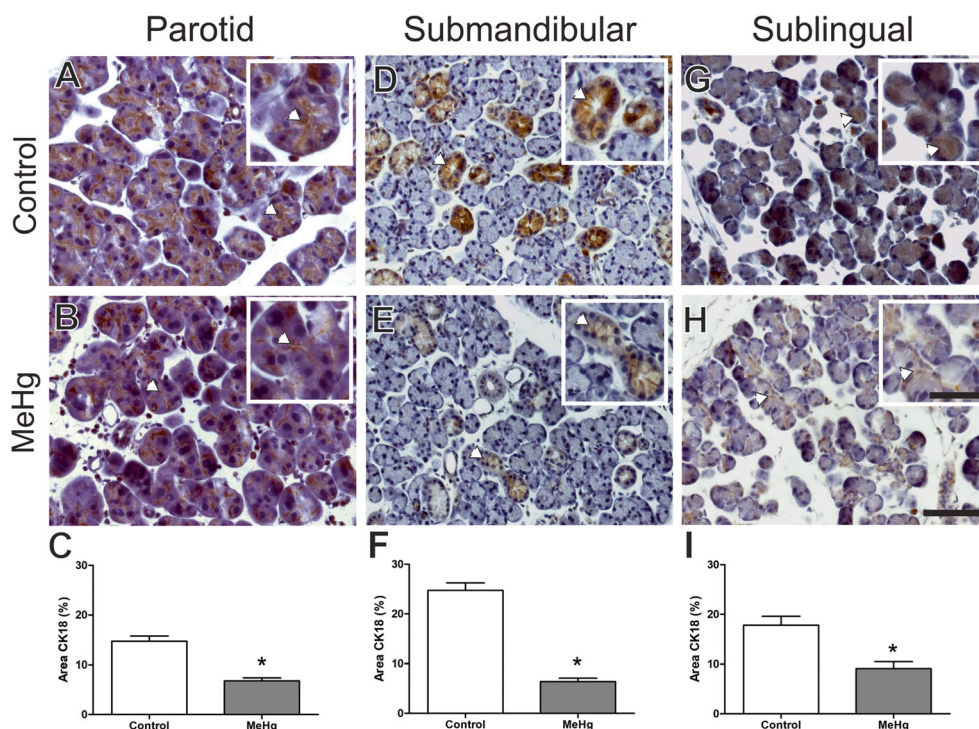 Parotid Submandibular Sublingual
Control
A
D
G
MeHg
B
E
H
C
Area CK18 (%)
30
20
10
0
*
Control MeHg
F
Area CK18 (%)
30
20
10
0
*
Control MeHg
I
Area CK18 (%)
30
20
10
0
*
Control MeHg